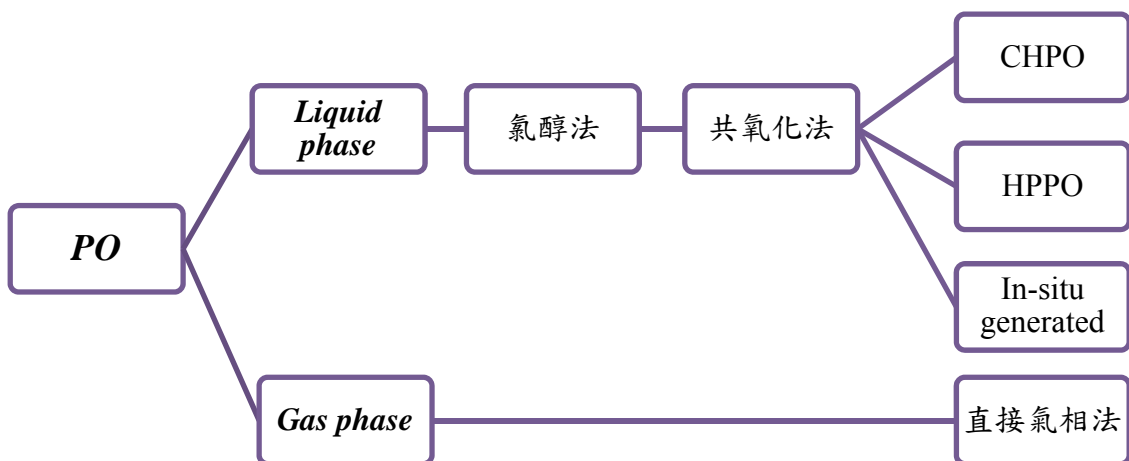 PO
Liquid
phase
氯醇法
共氧化法
CHPO
HPPO
In-situ
generated
Gas phase
直接氣相法